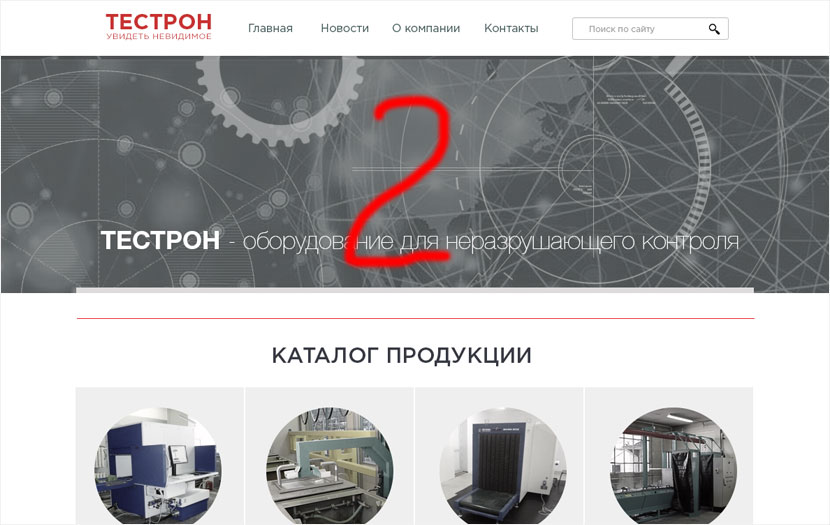 ТЕСТРОН
УВИДЕТЬ НЕВИДИМОЕ
Главная Новости О компании Контакты Поиск по сайту
2
ТЕСТРОН - оборудование для неразрушающего контроля
КАТАЛОГ ПРОДУКЦИИ